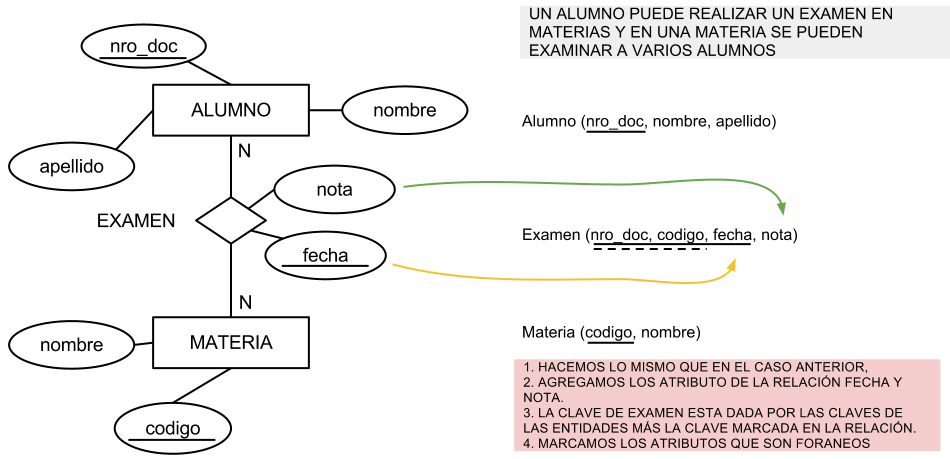 UN ALUMNO PUEDE REALIZAR UN EXAMEN EN
MATERIAS Y EN UNA MATERIA SE PUEDEN
EXAMINAR A VARIOS ALUMNOS
nro_doc
ALUMNO
nombre
apellido
N
nota
EXAMEN
fecha
N
nombre
MATERIA
codigo
Alumno (nro_doc, nombre, apellido)
Examen (nro_doc, codigo, fecha, nota)
Materia (codigo, nombre)
1. HACEMOS LO MISMO QUE EN EL CASO ANTERIOR,
2. AGREGAMOS LOS ATRIBUTO DE LA RELACIÓN FECHA Y
NOTA.
3. LA CLAVE DE EXAMEN ESTA DADA POR LAS CLAVES DE
LAS ENTIDADES MÁS LA CLAVE MARCADA EN LA RELACIÓN.
4. MARCAMOS LOS ATRIBUTOS QUE SON FORANEOS